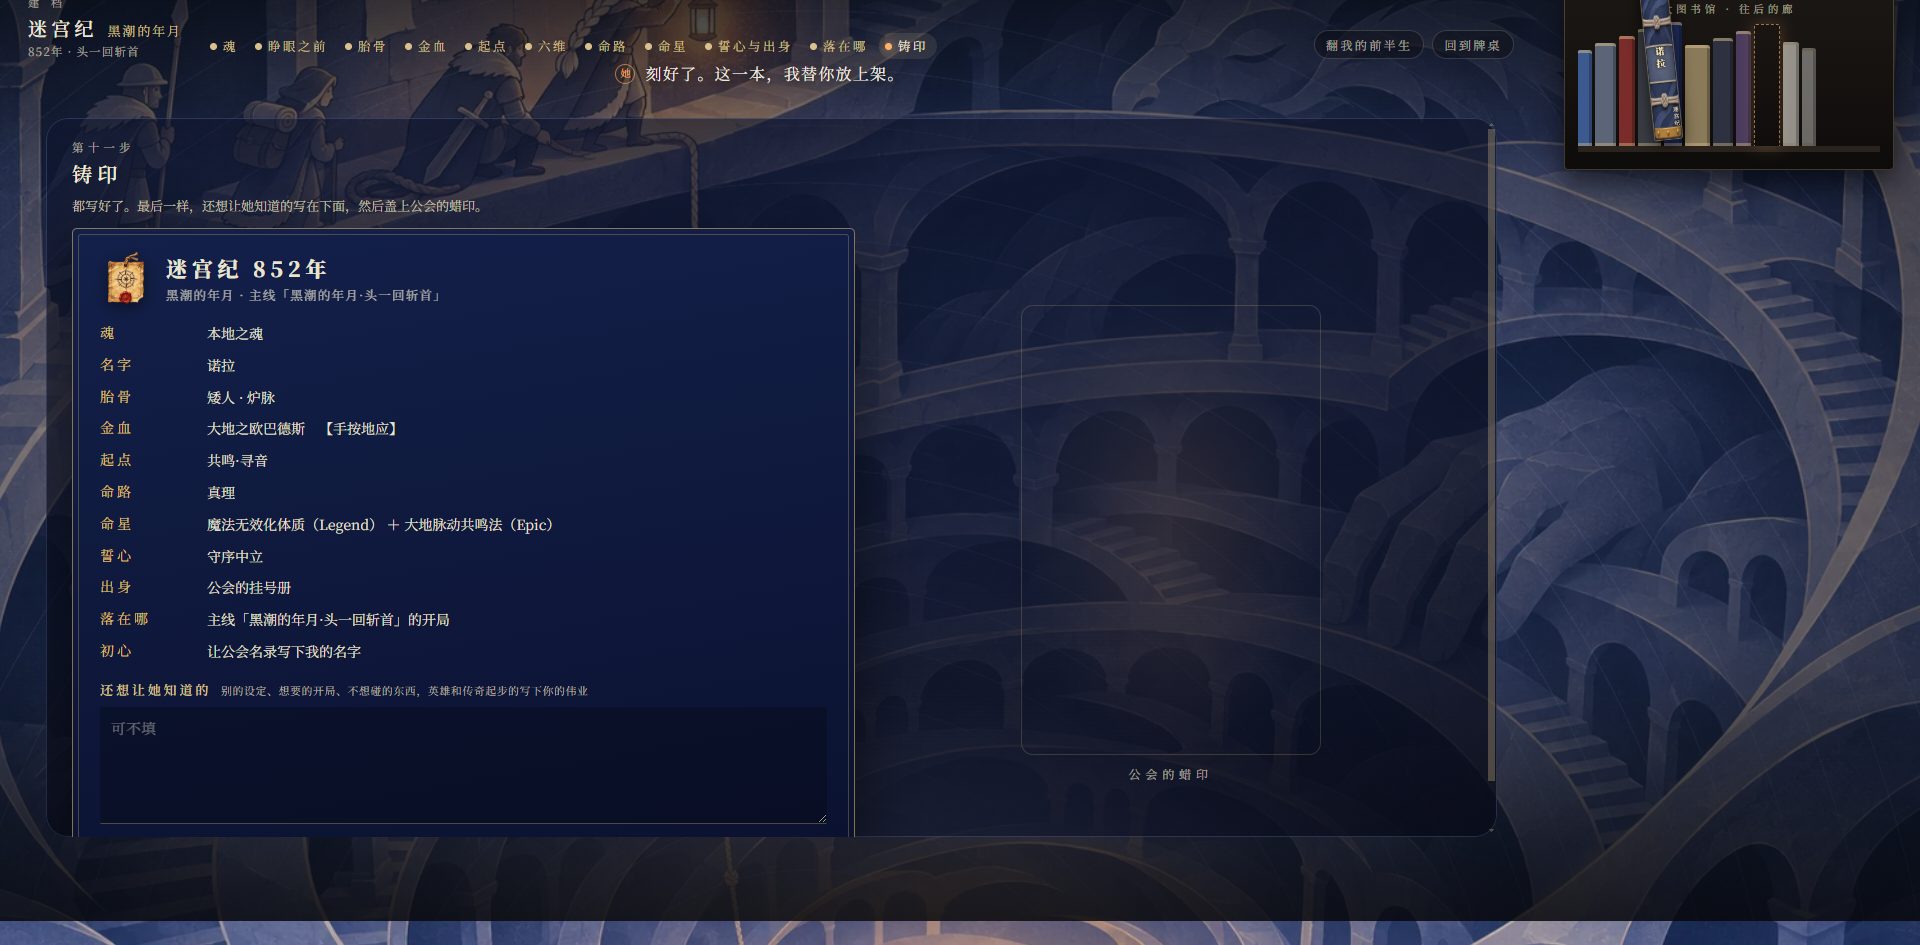 建档
迷宫纪 黑潮的年月
852年 · 头一回斩首
魂 睁眼之前 胎骨 金血 起点 六维 命路 命星 誓心与出身 落在哪 铸印
翻我的前半生 回到牌桌
她 刻好了。这一本，我替你放上架。
图书馆 · 往后的廊
诺拉
迷宫纪
第十一步
铸印
都写好了。最后一样，还想让她知道的写在下面，然后盖上公会的蜡印。
迷宫纪 852年
黑潮的年月 · 主线「黑潮的年月·头一回斩首」
魂 本地之魂
名字 诺拉
胎骨 矮人 · 炉脉
金血 大地之欧巴德斯 【手按地应】
起点 共鸣·寻音
命路 真理
命星 魔法无效化体质（Legend） ＋ 大地脉动共鸣法（Epic）
誓心 守序中立
出身 公会的挂号册
落在哪 主线「黑潮的年月·头一回斩首」的开局
初心 让公会名录写下我的名字
还想让她知道的 别的设定、想要的开局、不想碰的东西，英雄和传奇起步的写下你的伟业
可不填
公会的蜡印